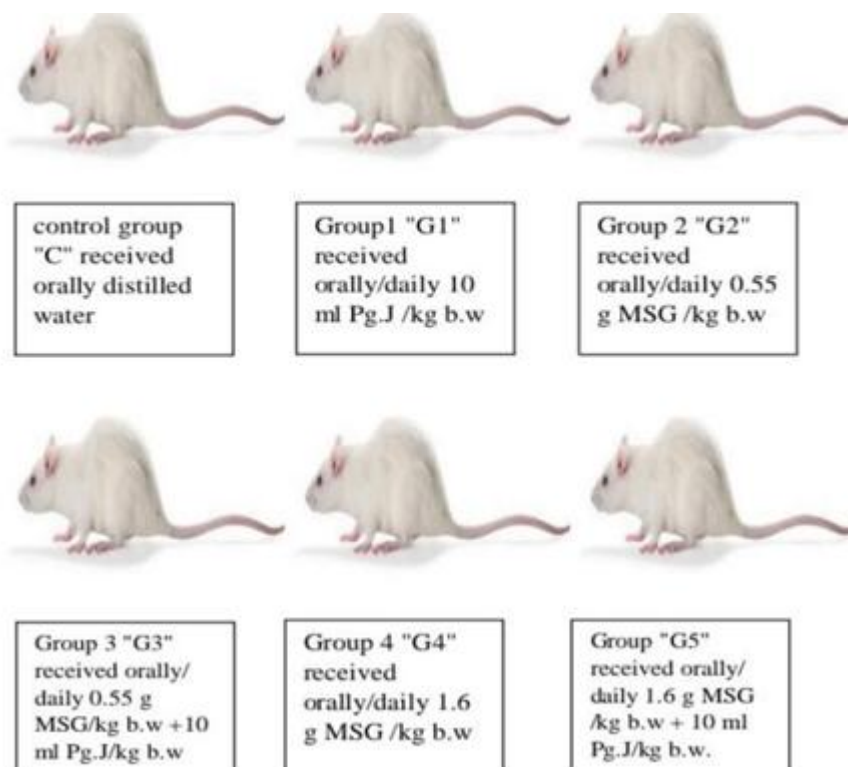 control group
"C" received
orally distilled
water
Group1 "G1"
received
orally/daily 10
ml Pg.J /kg b.w
Group 2 "G2"
received
orally/daily 0.55
g MSG /kg b.w
Group 3 "G3"
received orally/
daily 0.55 g
MSG/kg b.w +10
ml Pg.J/kg b.w
Group 4 "G4"
received
orally/daily 1.6
g MSG /kg b.w
Group "G5"
received orally/
daily 1.6 g MSG
/kg b.w + 10 ml
Pg.J/kg b.w.